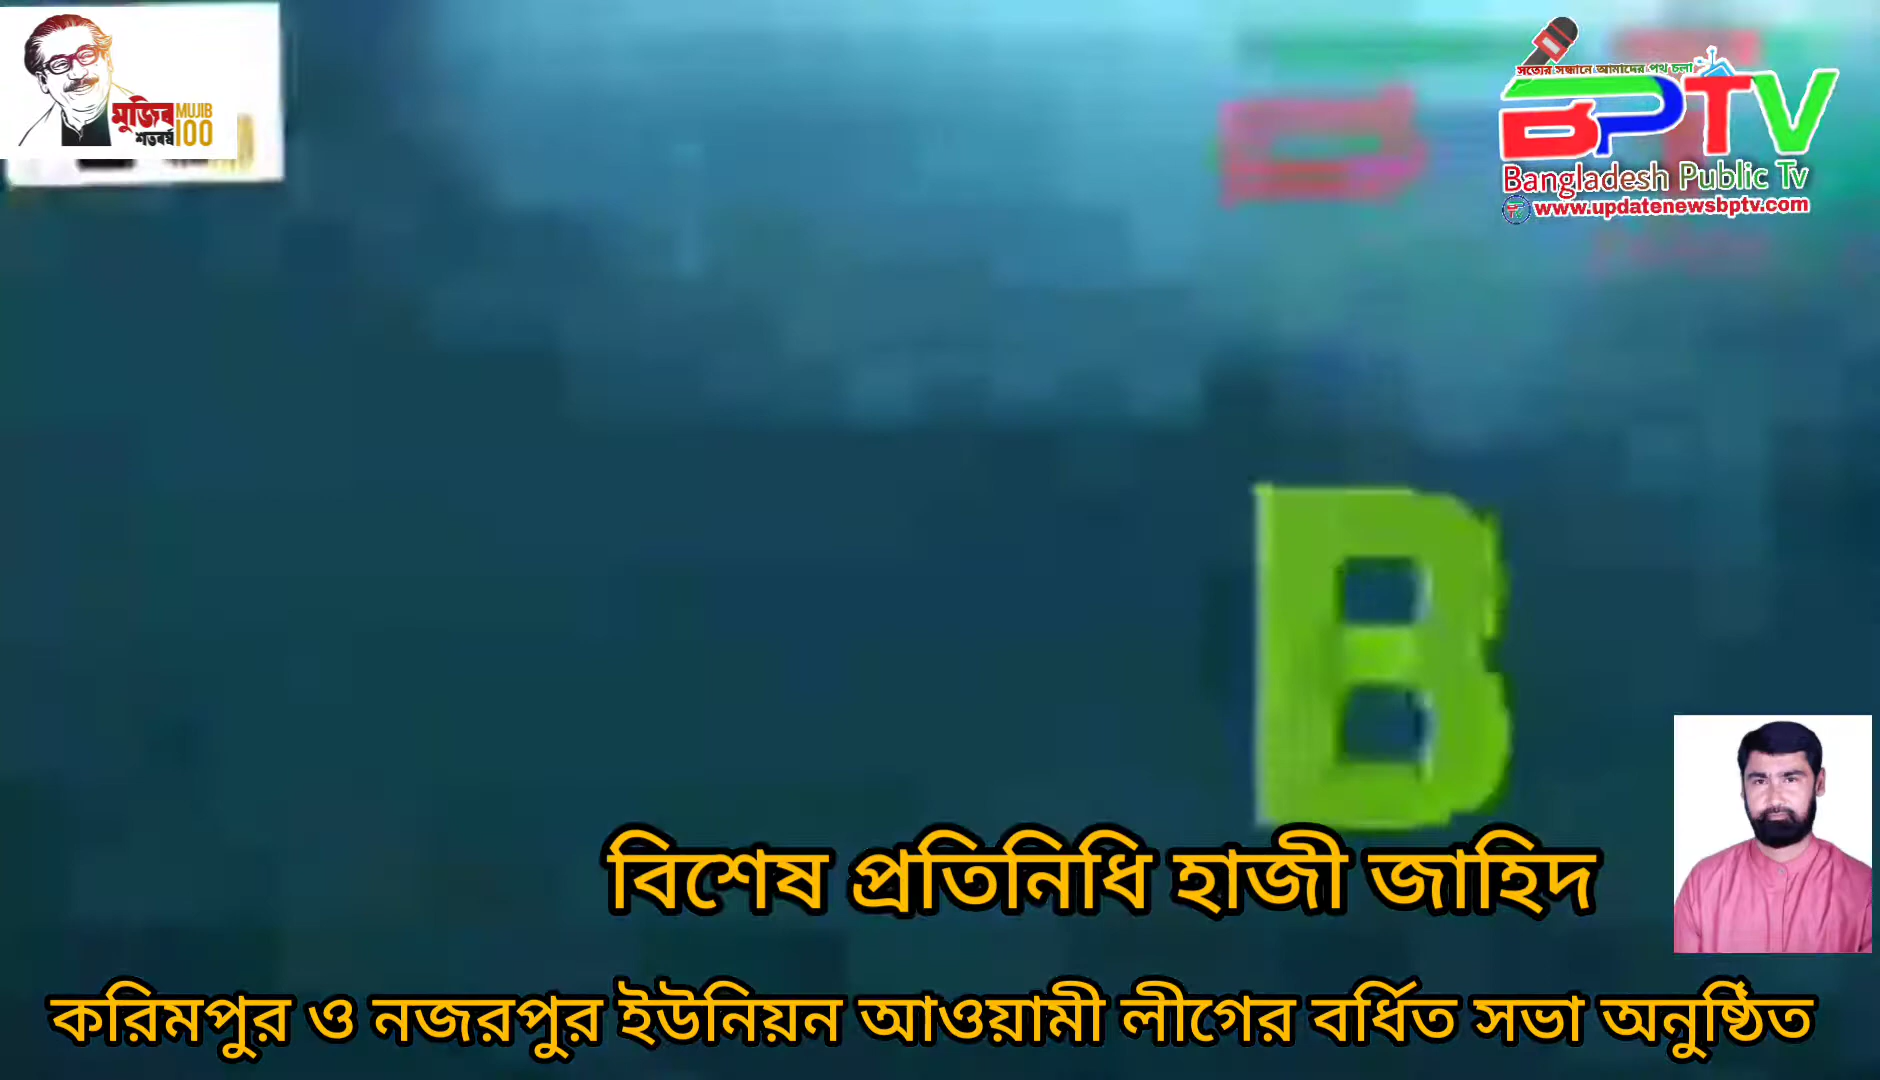 মুজিব MUJIB
শতবর্ষ 100
সত্যের সন্ধানে আমাদের পথ চলা
BPTV
Bangladesh Public Tv
www.updatenewsbptv.com
B
বিশেষ প্রতিনিধি হাজী জাহিদ
করিমপুর ও নজরপুর ইউনিয়ন আওয়ামী লীগের বর্ধিত সভা অনুষ্ঠিত